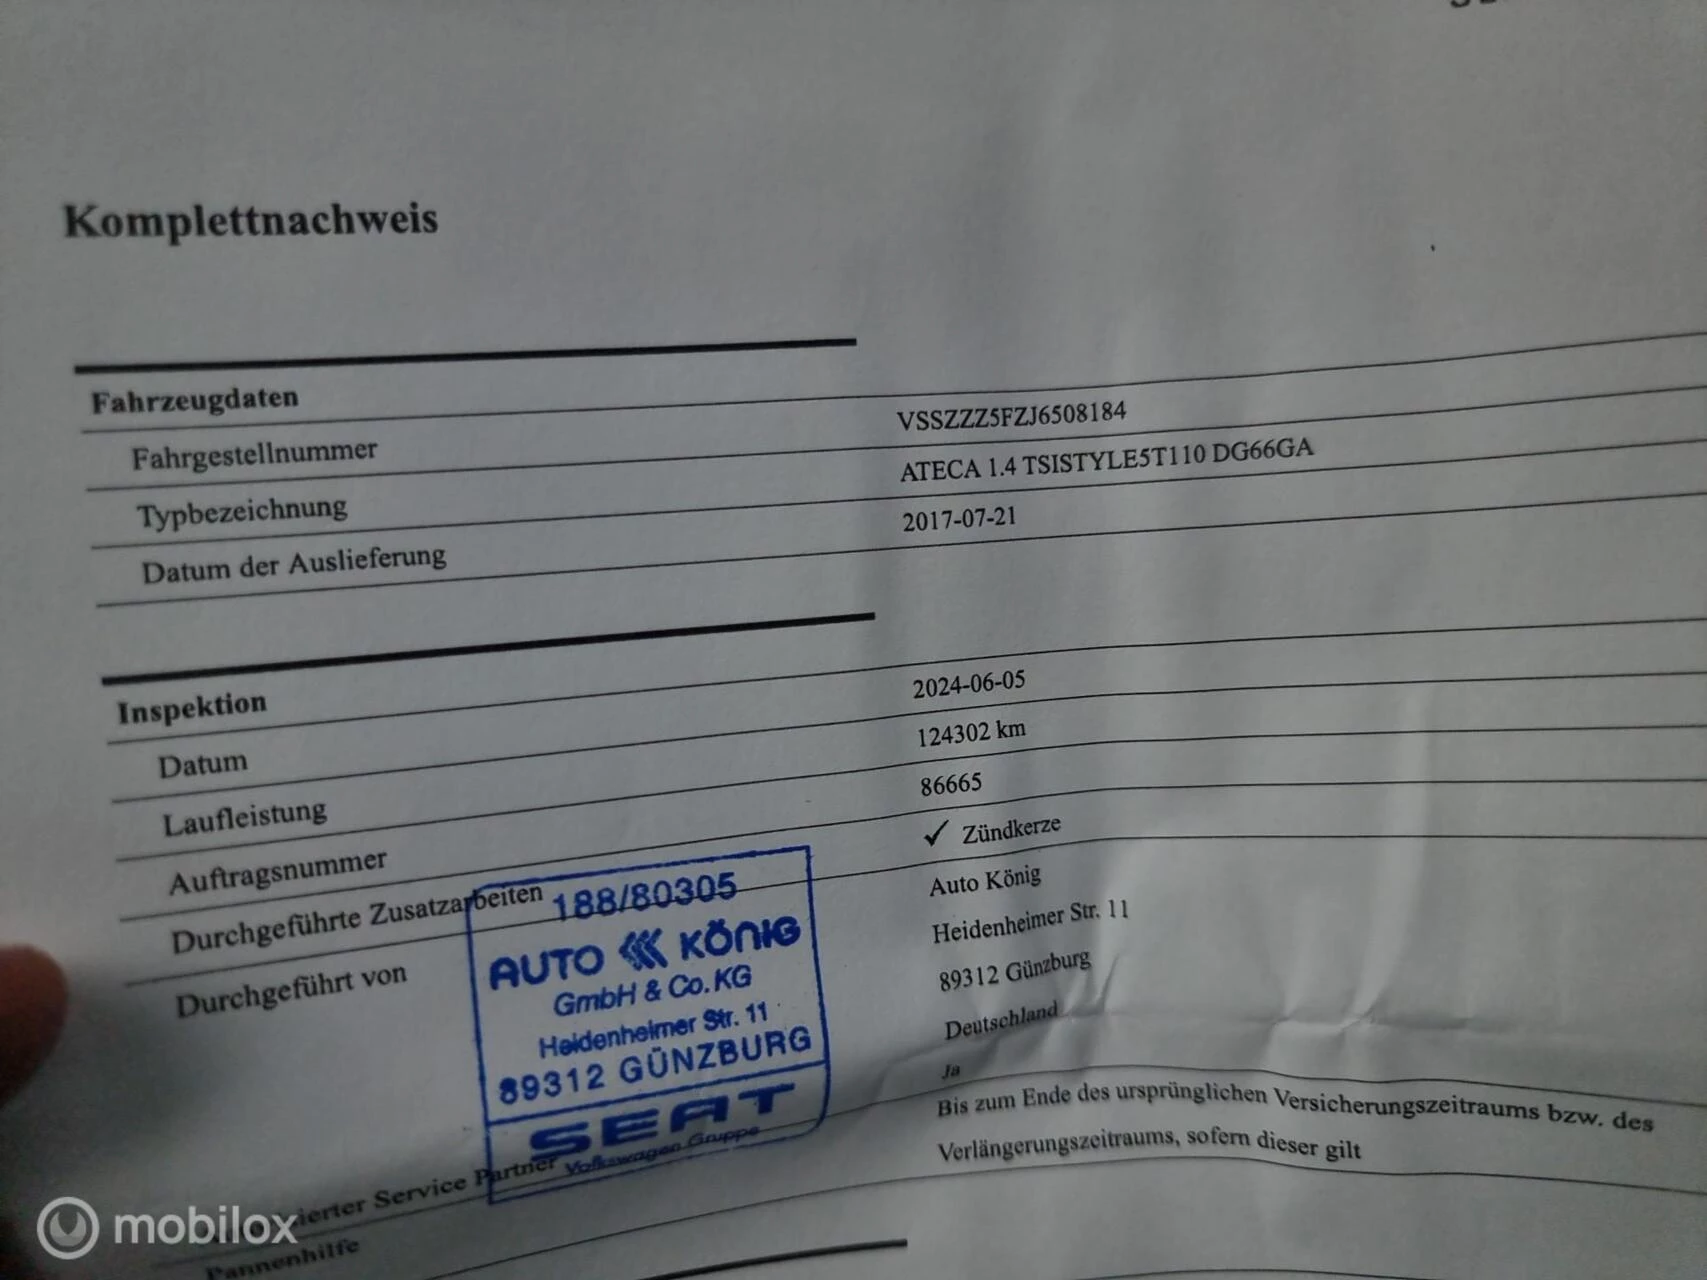 Komplettnachweis
Fahrzeugdaten
Fahrgestellnummer VSSZZZ5FZJ6508184
Typbezeichnung ATECA 1.4 TSISTYLE5T110 DG66GA
Datum der Auslieferung 2017-07-21
Inspektion
Datum 2024-06-05
Laufleistung 124302 km
Auftragsnummer 86665
Durchgeführte Zusatzarbeiten ✓ Zündkerze
Durchgeführt von Auto König
Heidenheimer Str. 11
89312 Günzburg
Deutschland
188/80305
AUTO KÖNIG
GmbH & Co.KG
Heidenheimer Str. 11
89312 GÜNZBURG
SEAT
Volkswagen Gruppe
Service Partner Ja
Pannenhilfe Bis zum Ende des ursprünglichen Versicherungszeitraums bzw. des
Verlängerungszeitraums, sofern dieser gilt
mobilox